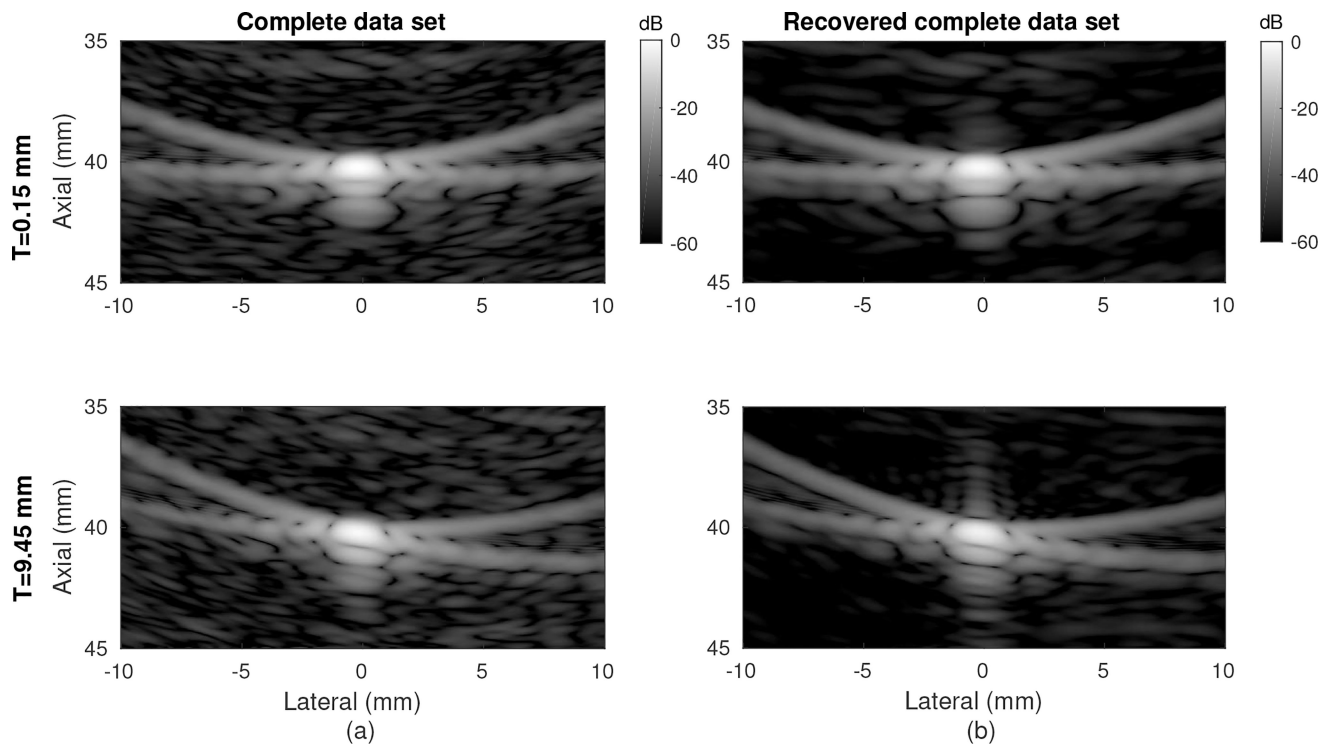 Complete data set
Recovered complete data set
dB
dB
35
40
45
Axial (mm)
T=0.15 mm
-10 -5 0 5 10
0
-20
-40
-60
35
40
45
-10 -5 0 5 10
0
-20
-40
-60
35
40
45
Axial (mm)
T=9.45 mm
-10 -5 0 5 10
Lateral (mm)
(a)
35
40
45
-10 -5 0 5 10
Lateral (mm)
(b)